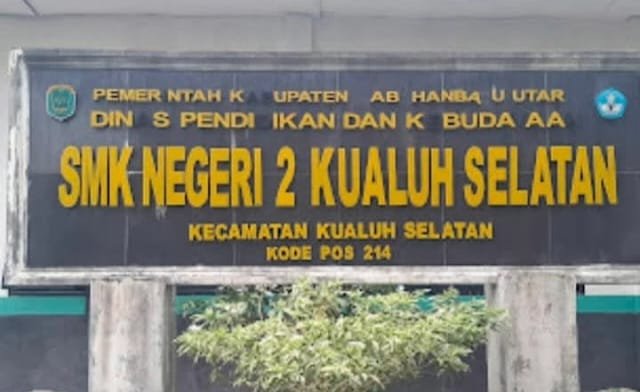 PEMER NTAH K UPATEN AB HANBA U UTAR
DIN S PENDI IKAN DAN K BUDA AA
SMK NEGERI 2 KUALUH SELATAN
KECAMATAN KUALUH SELATAN
KODE POS 214